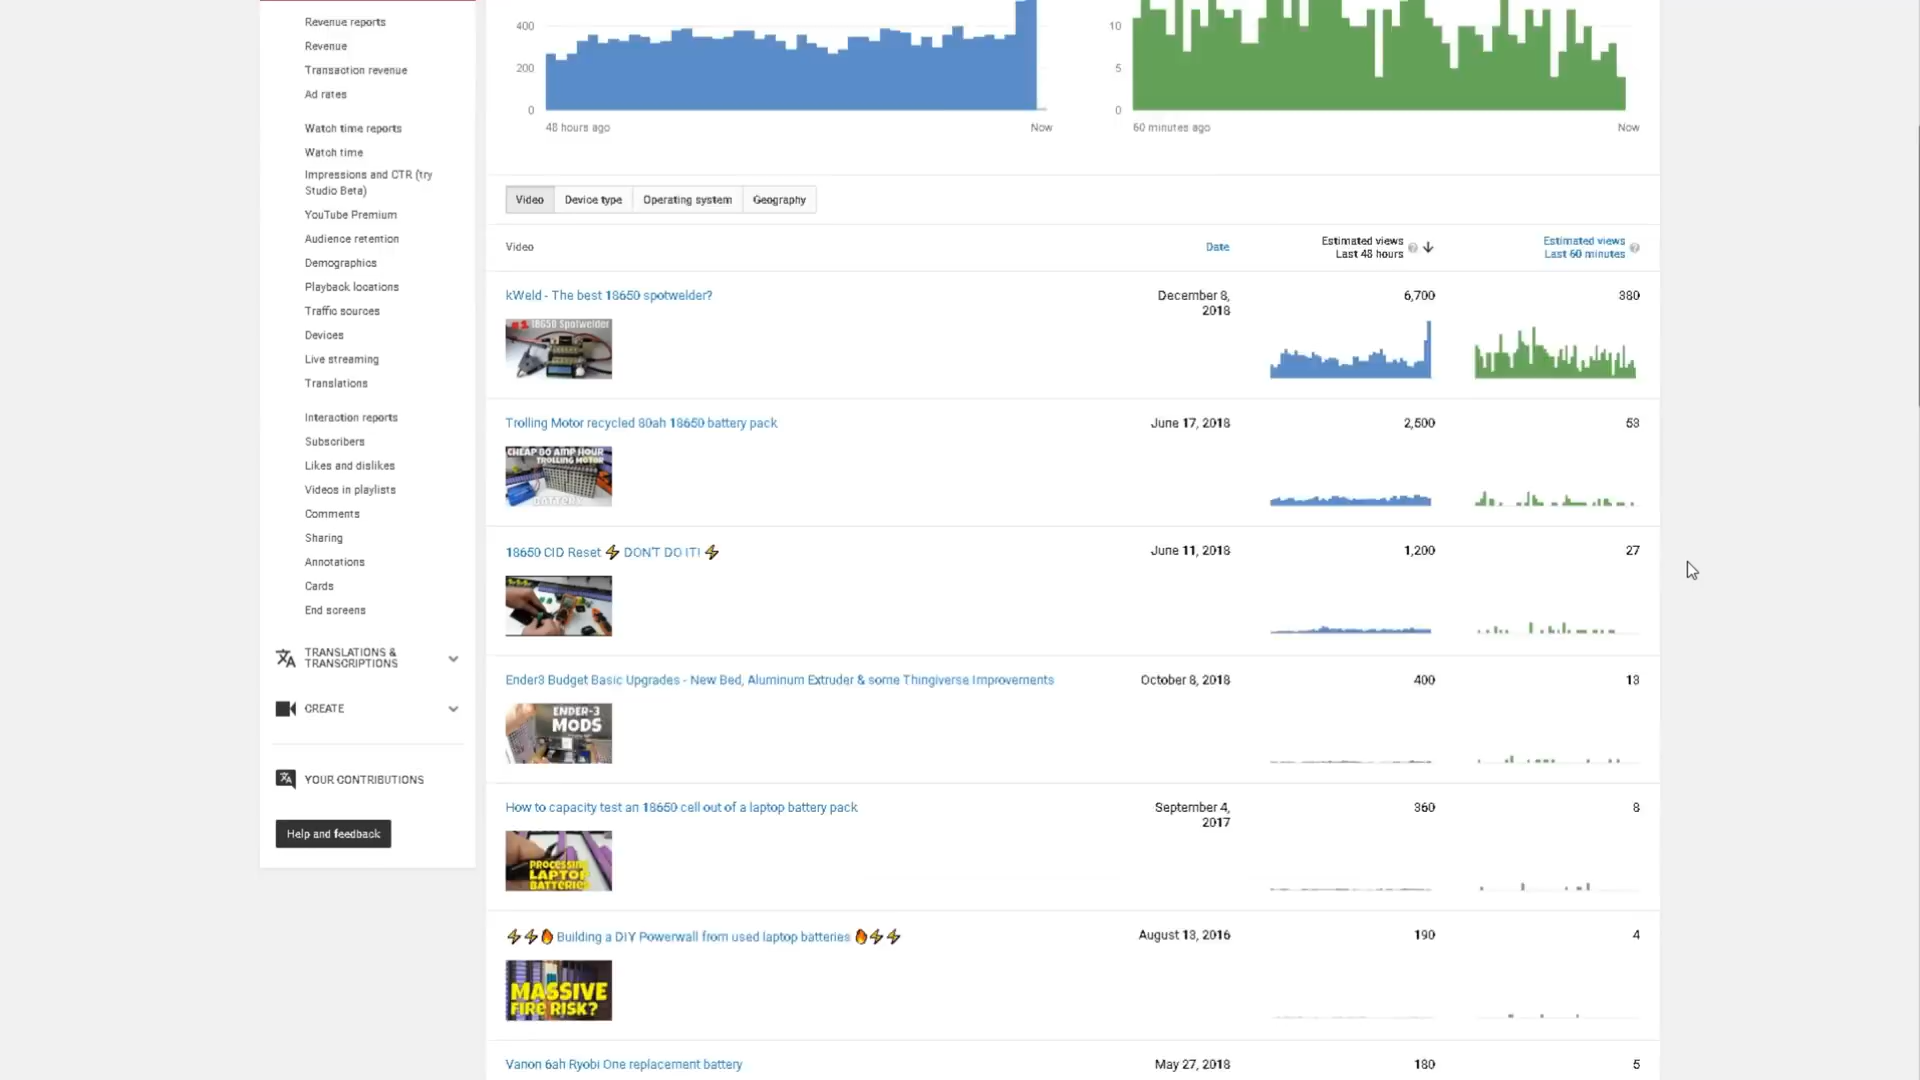 Revenue reports
Revenue
Transaction revenue
Ad rates
Watch time reports
Watch time
Impressions and CTR (try
Studio Beta)
YouTube Premium
Audience retention
Demographics
Playback locations
Traffic sources
Devices
Live streaming
Translations
Interaction reports
Subscribers
Likes and dislikes
Videos in playlists
Comments
Sharing
Annotations
Cards
End screens
TRANSLATIONS &
TRANSCRIPTIONS
CREATE
YOUR CONTRIBUTIONS
Help and feedback
400
200
0
48 hours ago
Now
10
5
0
60 minutes ago
Now
Video
Device type
Operating system
Geography
Video
Date
Estimated views
Last 48 hours
Estimated views
Last 60 minutes
kWeld - The best 18650 spotwelder?
December 8,
2018
6,700
380
#1 18650 Spotwelder
Trolling Motor recycled 80ah 18650 battery pack
June 17, 2018
2,500
53
CHEAP 80 AMP HOUR
TROLLING MOTOR
BATTERY
18650 CID Reset ⚡ DON'T DO IT! ⚡
June 11, 2018
1,200
27
Ender3 Budget Basic Upgrades - New Bed, Aluminum Extruder & some Thingiverse Improvements
October 8, 2018
400
13
ENDER-3
MODS
How to capacity test an 18650 cell out of a laptop battery pack
September 4,
2017
360
8
PROCESSING
LAPTOP
BATTERIES
⚡⚡🔥 Building a DIY Powerwall from used laptop batteries 🔥⚡⚡
August 13, 2016
190
4
MASSIVE
FIRE RISK?
Vanon 6ah Ryobi One replacement battery
May 27, 2018
180
5